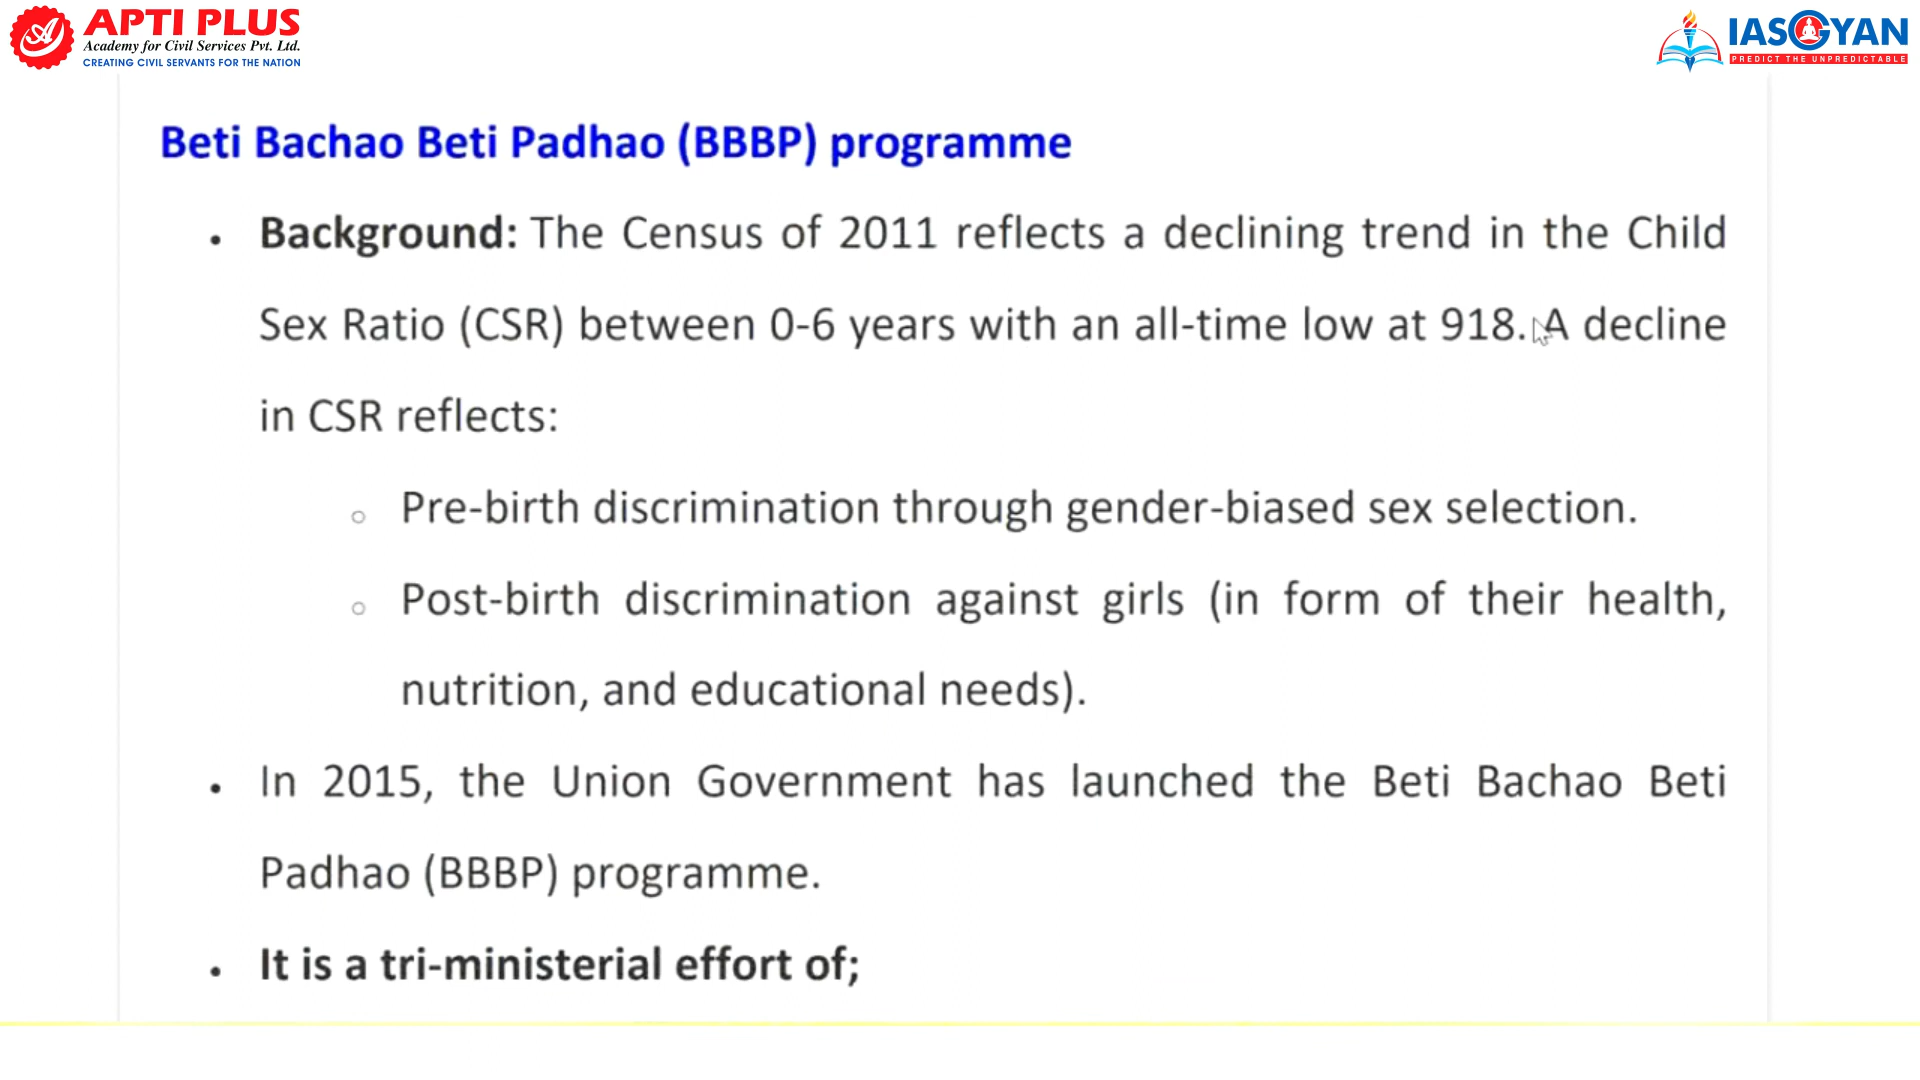 APTI PLUS
Academy for Civil Services Pvt. Ltd.
CREATING CIVIL SERVANTS FOR THE NATION
IASGYAN
PREDICT THE UNPREDICTABLE
Beti Bachao Beti Padhao (BBBP) programme
• Background: The Census of 2011 reflects a declining trend in the Child
Sex Ratio (CSR) between 0-6 years with an all-time low at 918. A decline
in CSR reflects:
○ Pre-birth discrimination through gender-biased sex selection.
○ Post-birth discrimination against girls (in form of their health,
nutrition, and educational needs).
• In 2015, the Union Government has launched the Beti Bachao Beti
Padhao (BBBP) programme.
• It is a tri-ministerial effort of;